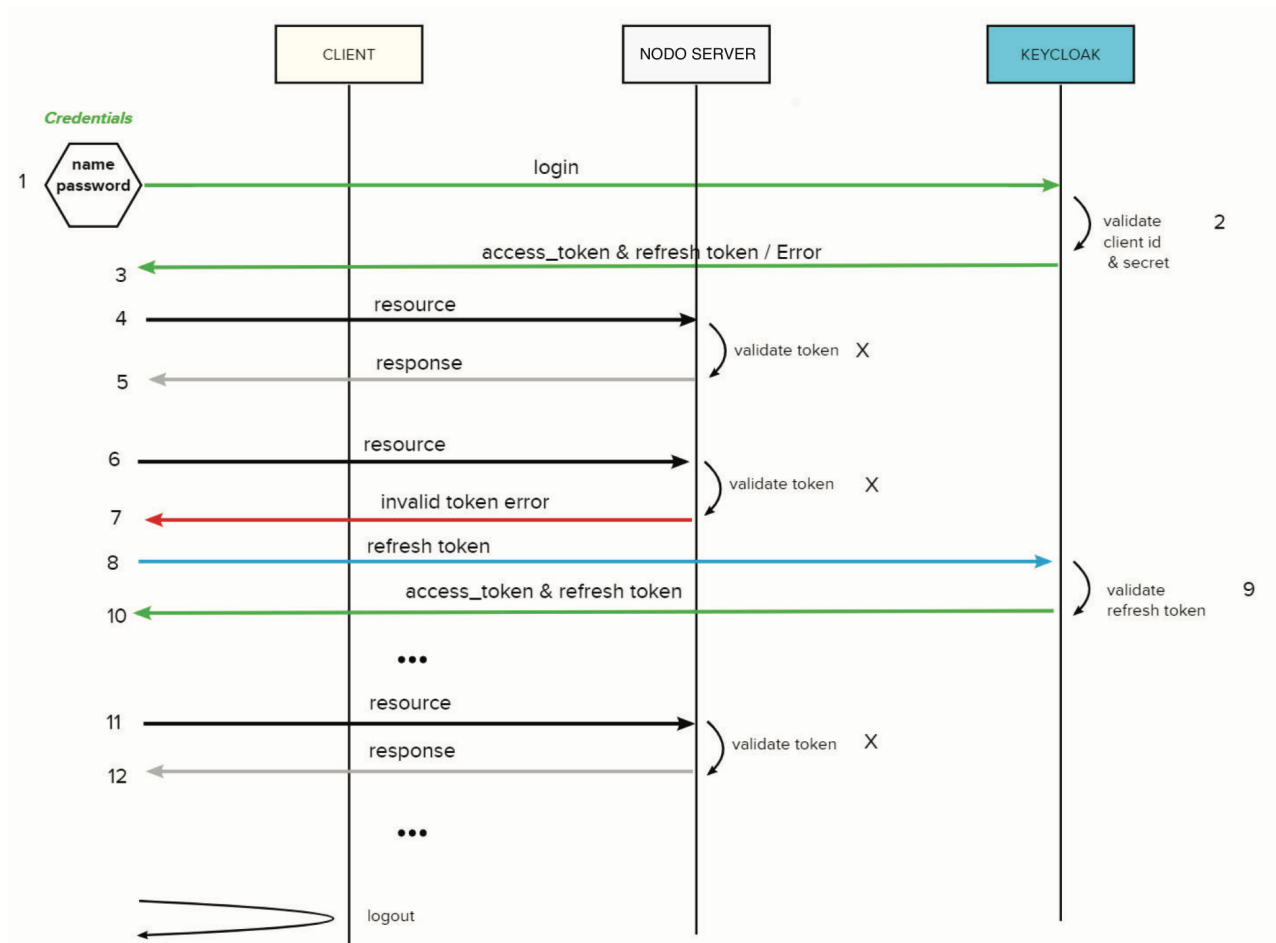 CLIENT
NODO SERVER
KEYCLOAK
Credentials
name
password
1
login
validate
client id
& secret
2
access_token & refresh token / Error
3
resource
4
validate token X
response
5
resource
6
validate token X
invalid token error
7
refresh token
8
validate
refresh token
9
access_token & refresh token
10
•••
resource
11
validate token X
response
12
•••
logout